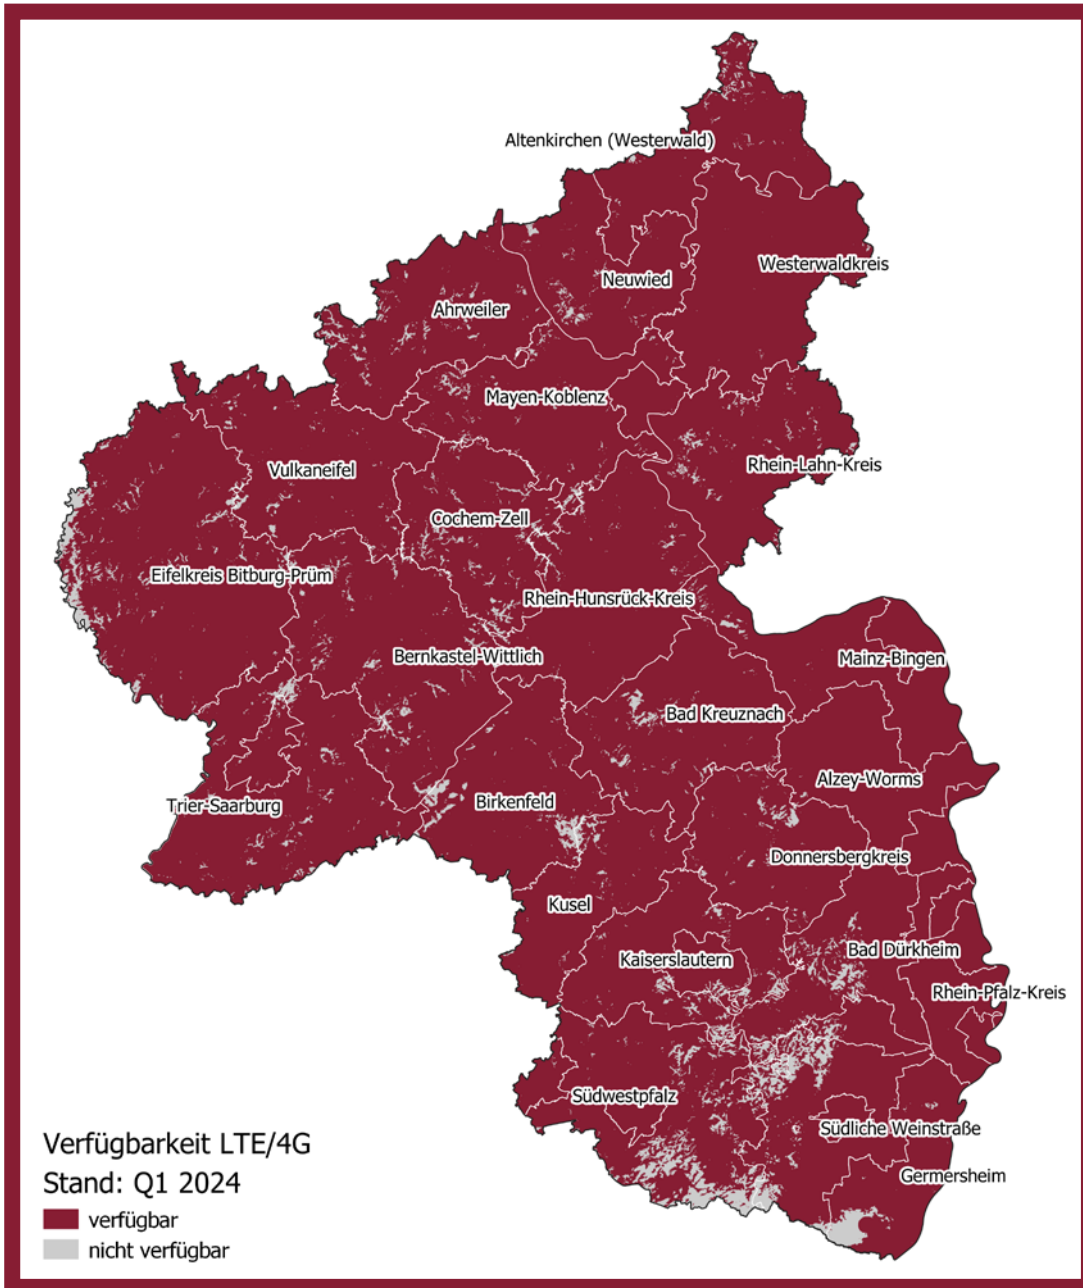 Altenkirchen (Westerwald)
Westerwaldkreis
Neuwied
Ahrweiler
Mayen-Koblenz
Rhein-Lahn-Kreis
Vulkaneifel
Cochem-Zell
Eifelkreis Bitburg-Prüm
Rhein-Hunsrück-Kreis
Bernkastel-Wittlich
Mainz-Bingen
Bad Kreuznach
Alzey-Worms
Trier-Saarburg
Birkenfeld
Donnersbergkreis
Kusel
Bad Dürkheim
Kaiserslautern
Rhein-Pfalz-Kreis
Südwestpfalz
Südliche Weinstraße
Germersheim
Verfügbarkeit LTE/4G
Stand: Q1 2024
verfügbar
nicht verfügbar